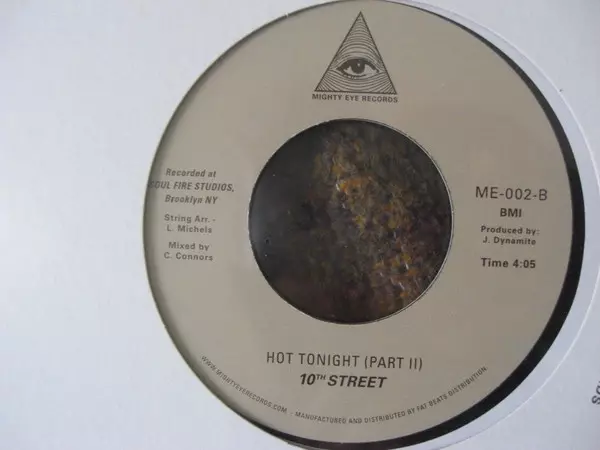 MIGHTY EYE RECORDS
Recorded at
SOUL FIRE STUDIOS,
Brooklyn NY
String Arr. -
L. Michels
Mixed by
C. Connors
ME-002-B
BMI
Produced by:
J. Dynamite
Time 4:05
HOT TONIGHT (PART II)
10TH STREET
WWW.MIGHTYEYERECORDS.COM - MANUFACTURED AND DISTRIBUTED BY FAT BEATS DISTRIBUTION.